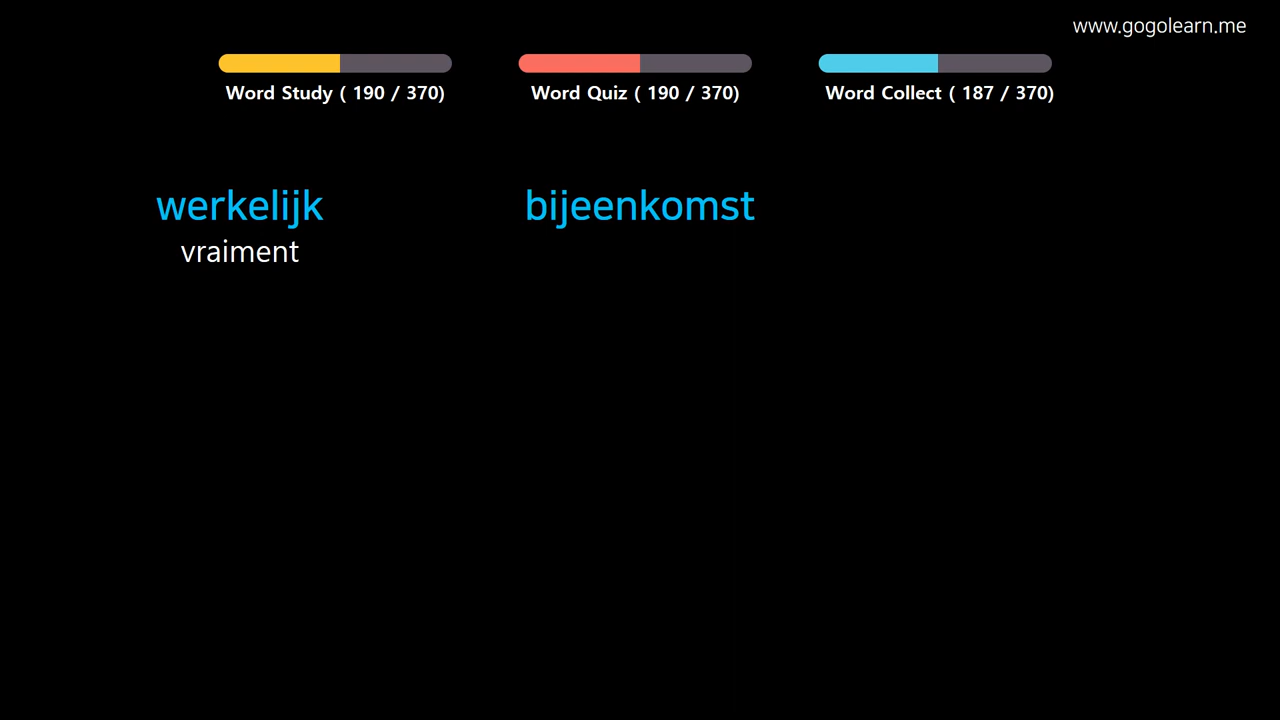 www.gogolearn.me
Word Study ( 190 / 370)
Word Quiz ( 190 / 370)
Word Collect ( 187 / 370)
werkelijk
vraiment
bijeenkomst